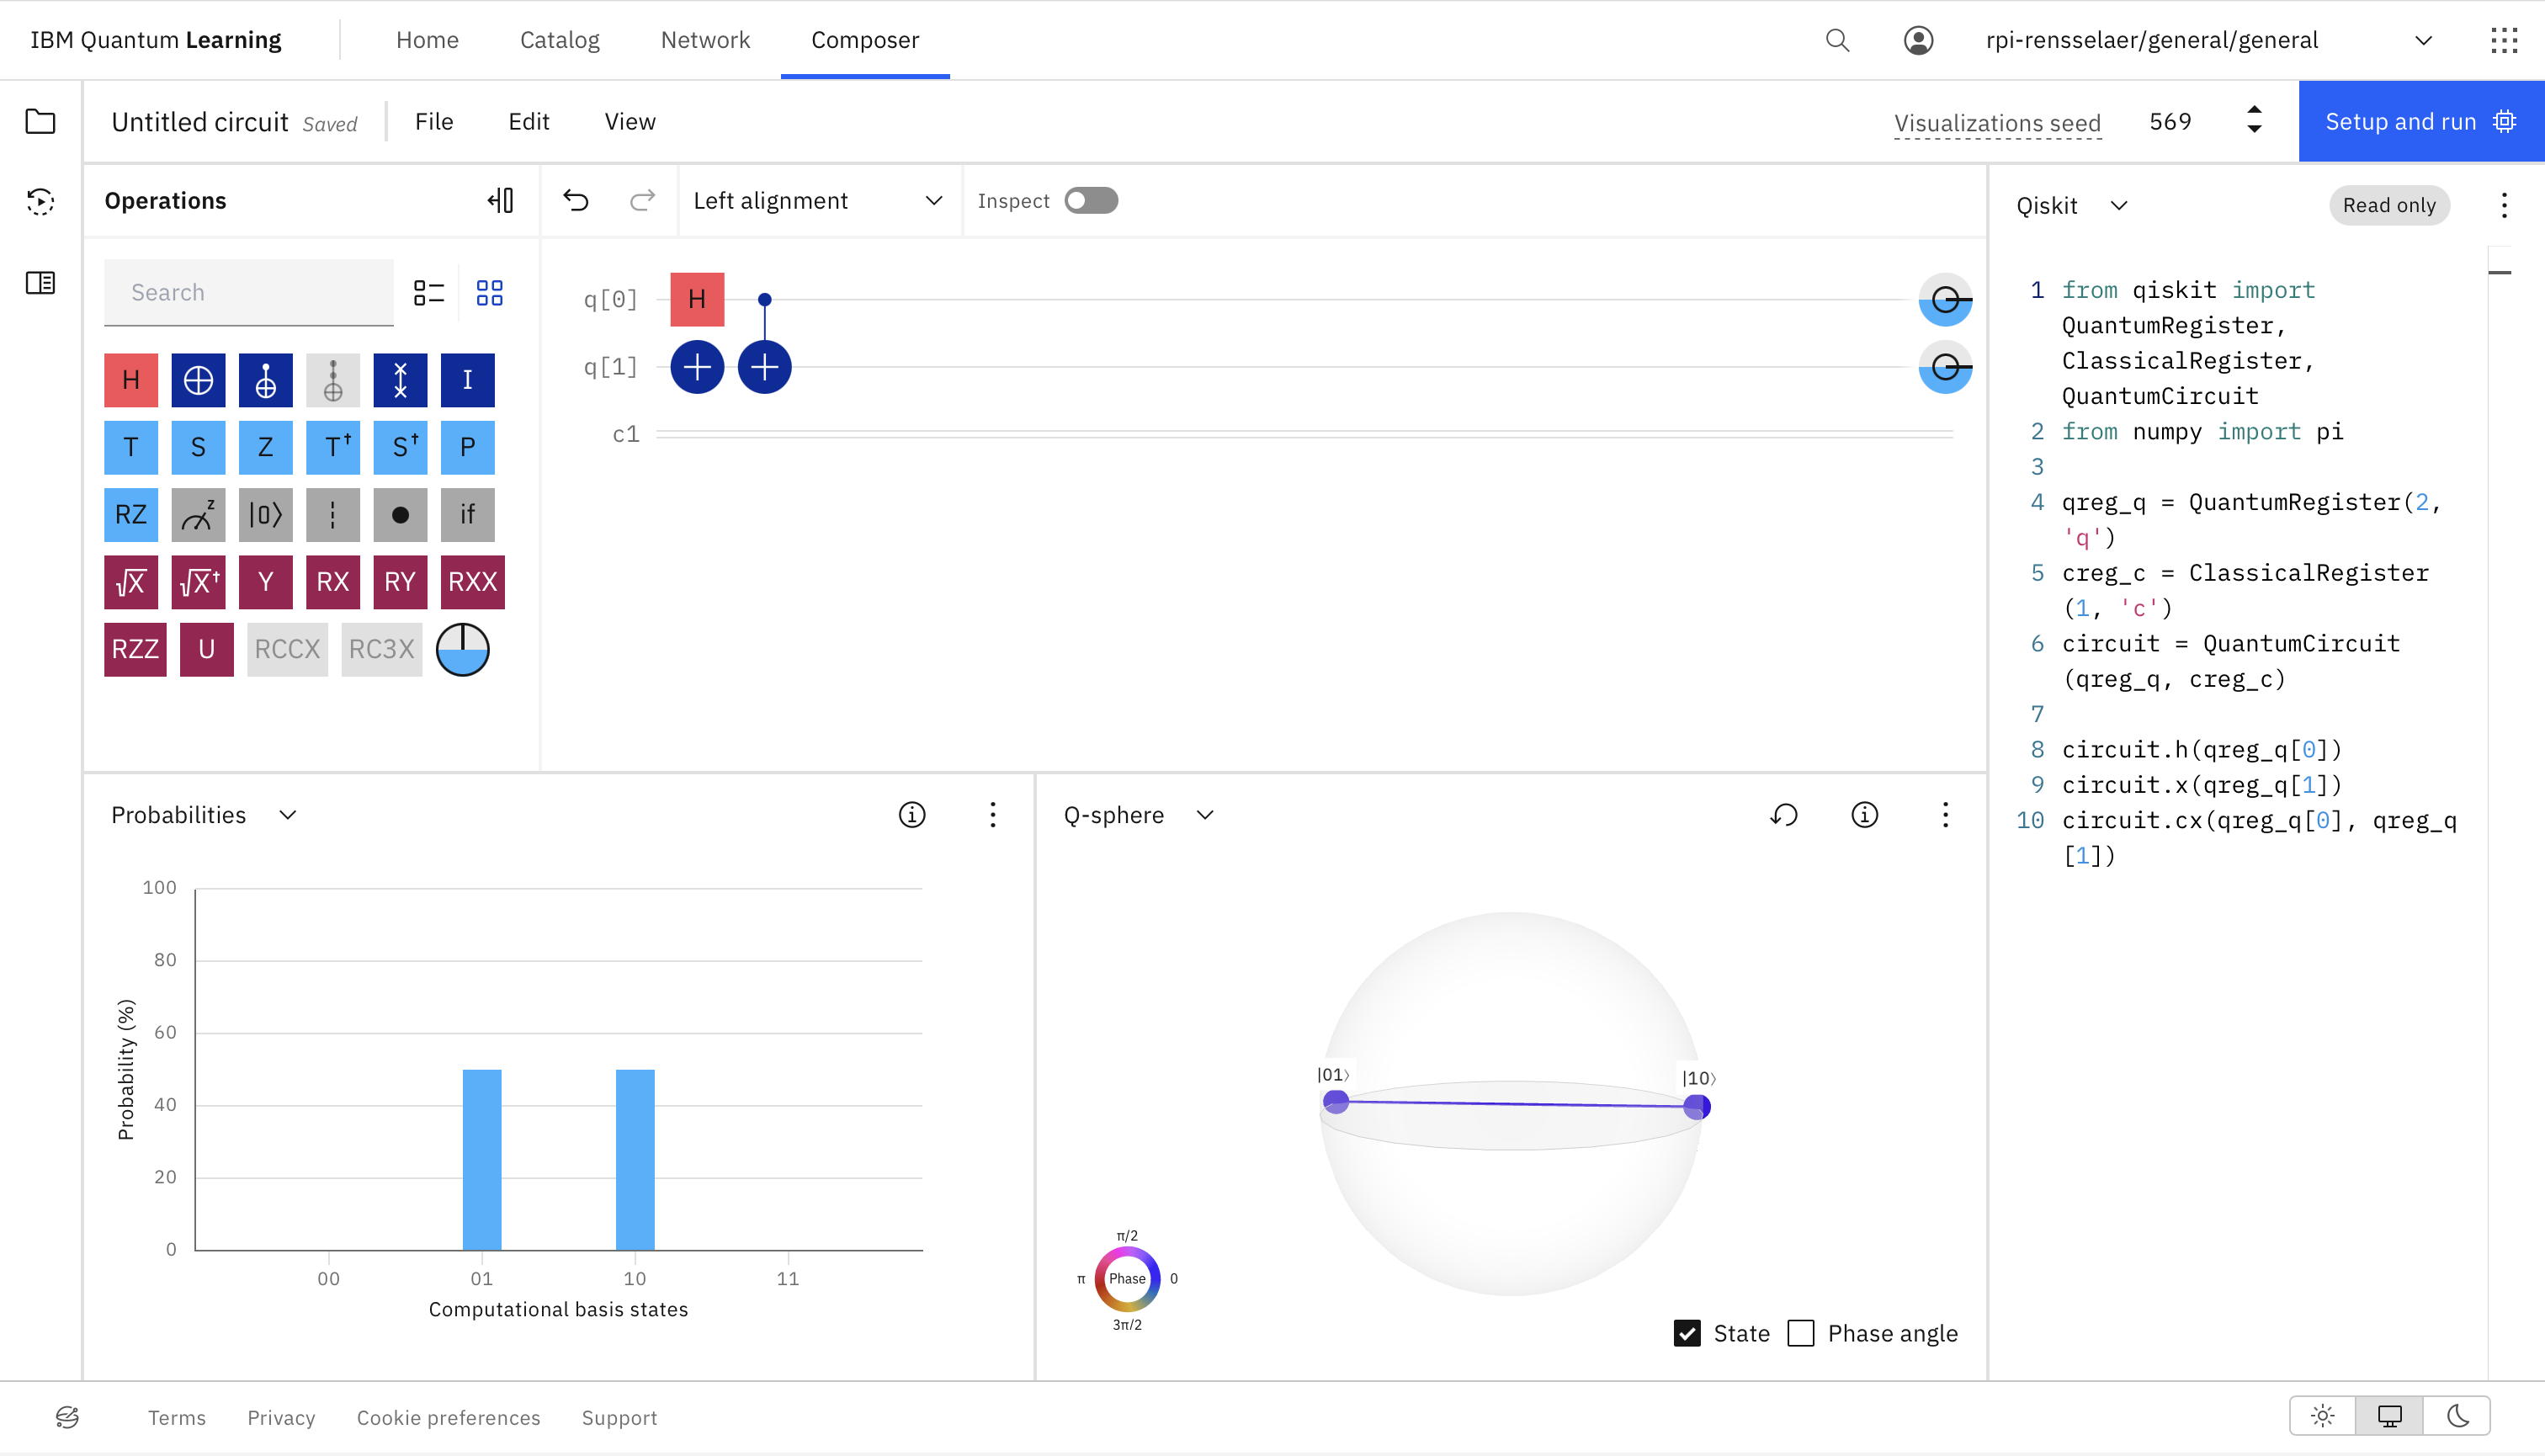 IBM Quantum Learning
Home
Catalog
Network
Composer
rpi-rensselaer/general/general
Untitled circuit
Saved
File
Edit
View
Visualizations seed
569
Setup and run
Operations
Left alignment
Inspect
Search
H
I
T
S
Z
T†
S†
P
RZ
z
|0⟩
if
√X
√X†
Y
RX
RY
RXX
RZZ
U
RCCX
RC3X
q[0]
H
q[1]
c1
Qiskit
Read only
1 from qiskit import
QuantumRegister,
ClassicalRegister,
QuantumCircuit
2 from numpy import pi
3
4 qreg_q = QuantumRegister(2,
'q')
5 creg_c = ClassicalRegister
(1, 'c')
6 circuit = QuantumCircuit
(qreg_q, creg_c)
7
8 circuit.h(qreg_q[0])
9 circuit.x(qreg_q[1])
10 circuit.cx(qreg_q[0], qreg_q
[1])
Probabilities
Probability (%)
100
80
60
40
20
0
00
01
10
11
Computational basis states
Q-sphere
|01⟩
|10⟩
π/2
π
Phase
0
3π/2
State
Phase angle
Terms
Privacy
Cookie preferences
Support